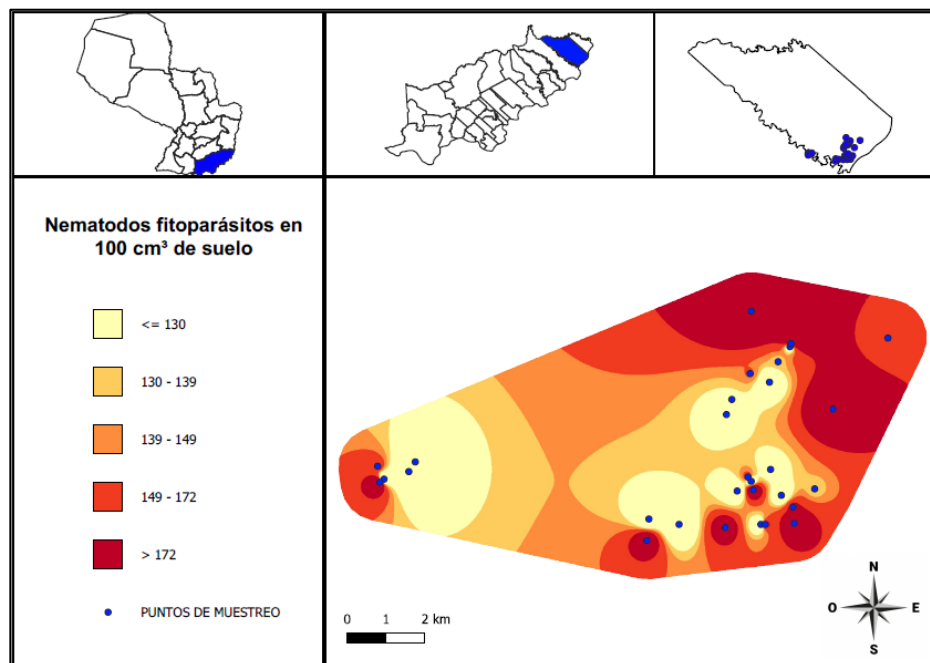 Nematodos fitoparásitos en
100 cm³ de suelo
<= 130
130 - 139
139 - 149
149 - 172
> 172
PUNTOS DE MUESTREO
0 1 2 km
N
O E
S